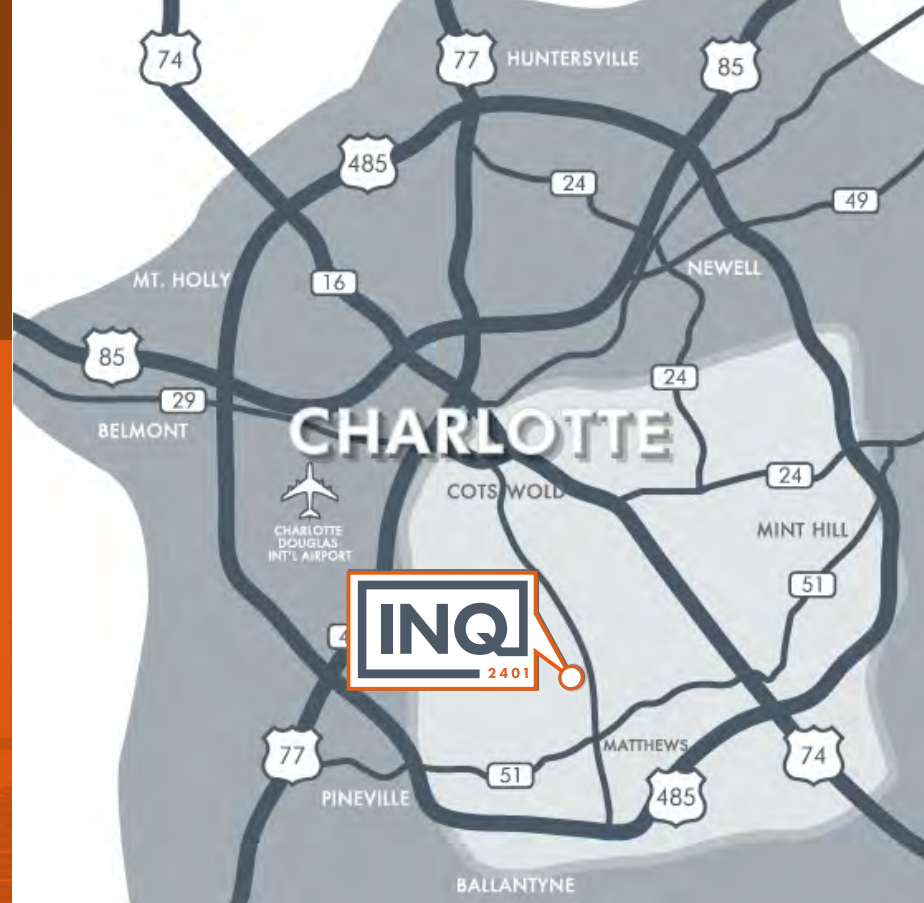 74
77
HUNTERSVILLE
85
485
24
49
NEWELL
MT. HOLLY
16
85
24
29
BELMONT
CHARLOTTE
COTSWOLD
24
CHARLOTTE
DOUGLAS
INT'L AIRPORT
MINT HILL
51
INQ
2401
4
MATTHEWS
77
74
51
PINEVILLE
485
BALLANTYNE